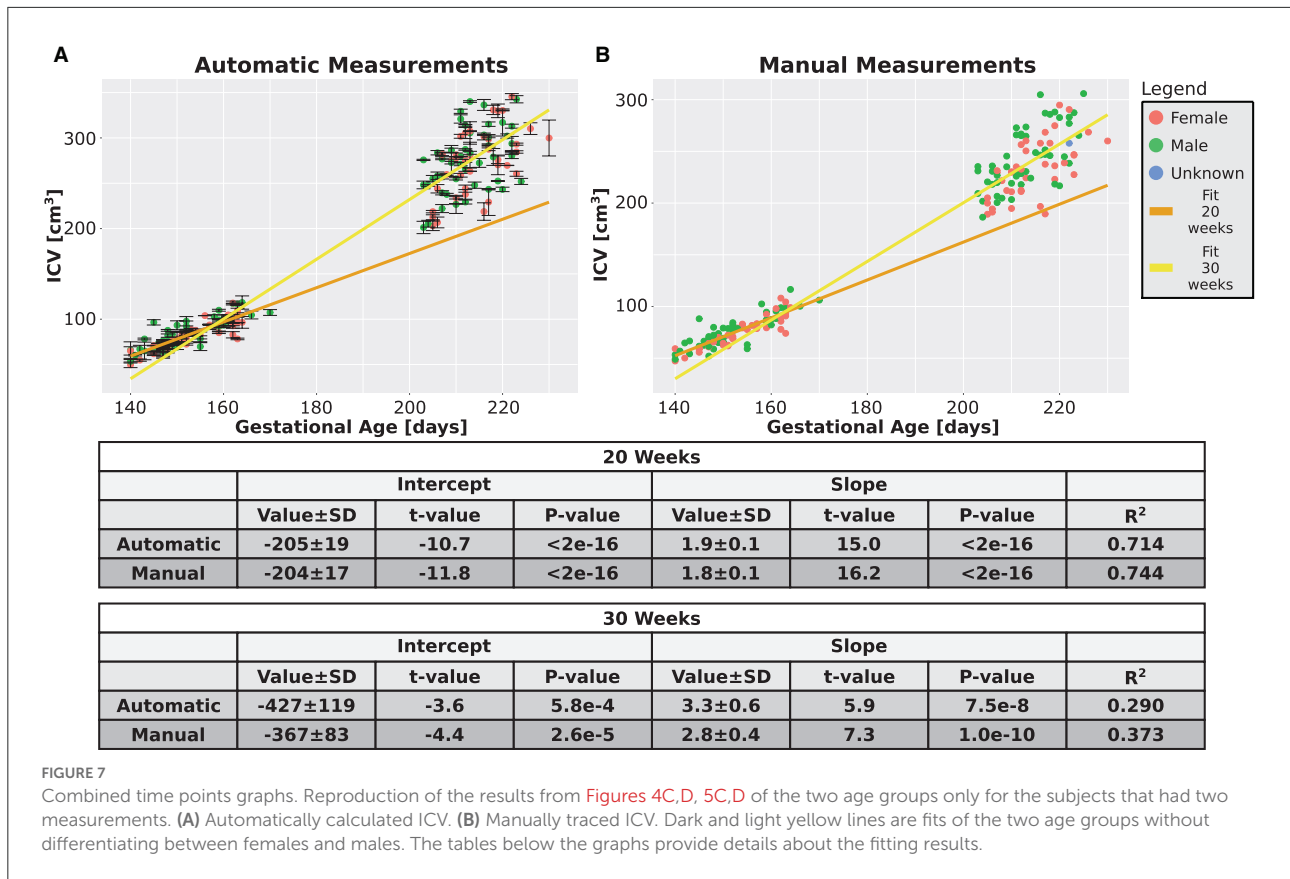 A
B
Automatic Measurements
Manual Measurements
Legend
Female
Male
Unknown
Fit
20
weeks
Fit
30
weeks
ICV [cm³]
300
200
100
140 160 180 200 220
Gestational Age [days]
ICV [cm³]
300
200
100
140 160 180 200 220
Gestational Age [days]
20 Weeks
Intercept Slope
Value±SD t-value P-value Value±SD t-value P-value R²
Automatic -205±19 -10.7 <2e-16 1.9±0.1 15.0 <2e-16 0.714
Manual -204±17 -11.8 <2e-16 1.8±0.1 16.2 <2e-16 0.744
30 Weeks
Intercept Slope
Value±SD t-value P-value Value±SD t-value P-value R²
Automatic -427±119 -3.6 5.8e-4 3.3±0.6 5.9 7.5e-8 0.290
Manual -367±83 -4.4 2.6e-5 2.8±0.4 7.3 1.0e-10 0.373
FIGURE 7
Combined time points graphs. Reproduction of the results from Figures 4C,D, 5C,D of the two age groups only for the subjects that had two
measurements. (A) Automatically calculated ICV. (B) Manually traced ICV. Dark and light yellow lines are fits of the two age groups without
differentiating between females and males. The tables below the graphs provide details about the fitting results.